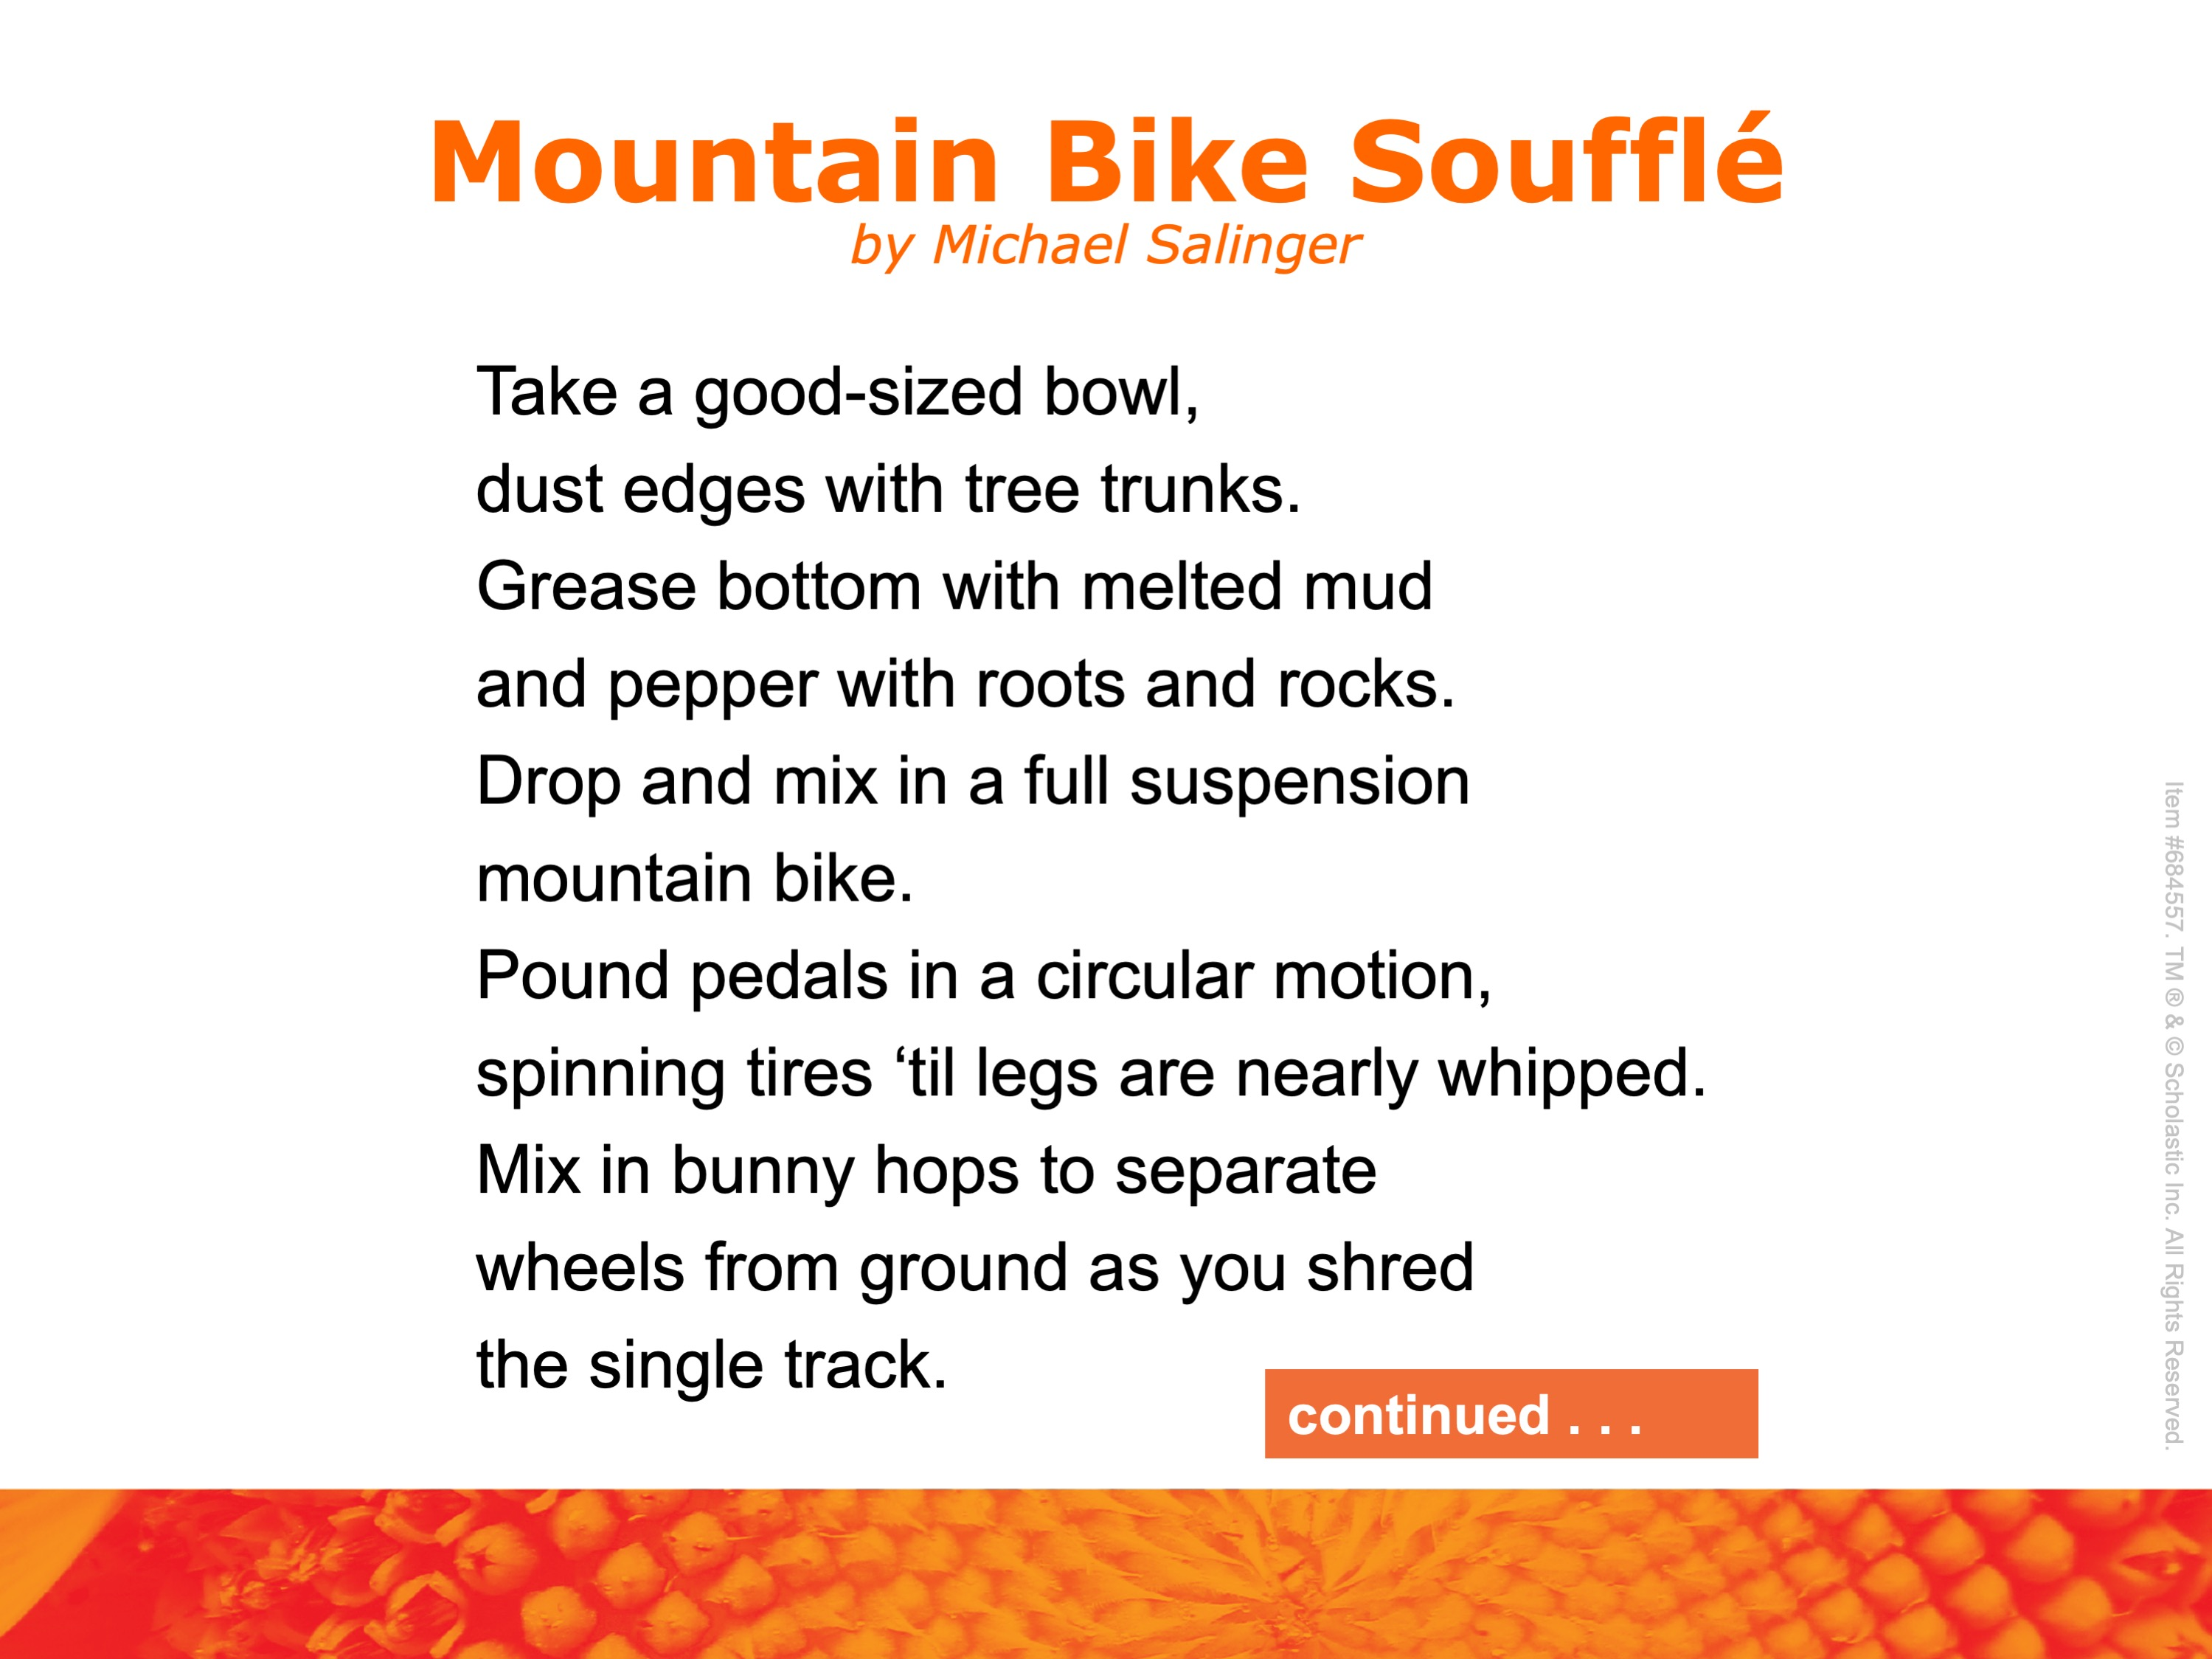 Mountain Bike Soufflé
by Michael Salinger
Take a good-sized bowl,
dust edges with tree trunks.
Grease bottom with melted mud
and pepper with roots and rocks.
Drop and mix in a full suspension
mountain bike.
Pound pedals in a circular motion,
spinning tires ‘til legs are nearly whipped.
Mix in bunny hops to separate
wheels from ground as you shred
the single track.
continued . . .
Item #684557. TM ® & © Scholastic Inc. All Rights Reserved.